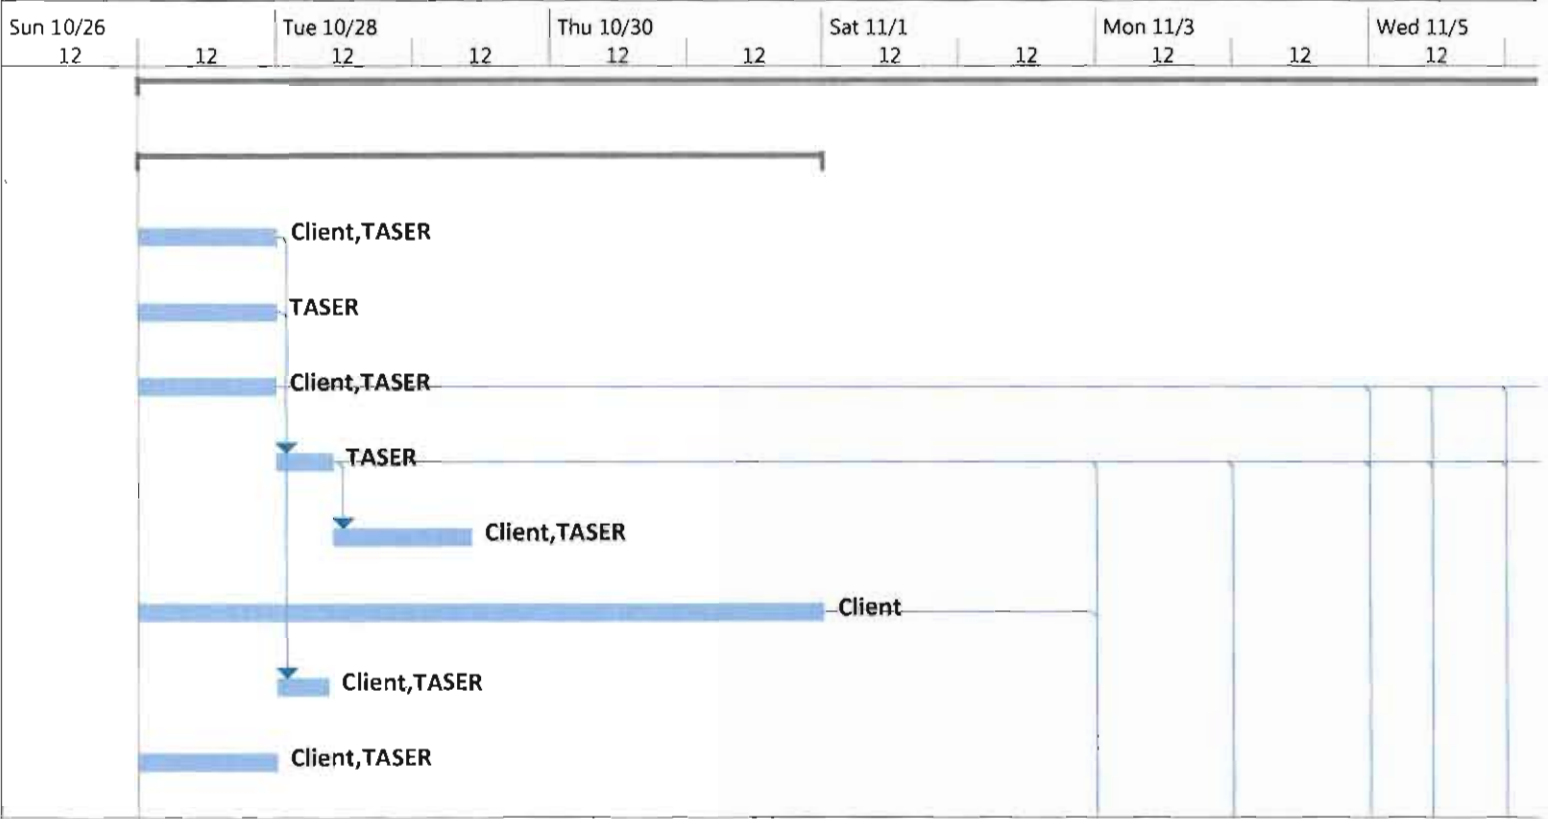 Sun 10/26 Tue 10/28 Thu 10/30 Sat 11/1 Mon 11/3 Wed 11/5
12 12 12 12 12 12 12 12 12 12 12
Client,TASER
TASER
Client,TASER
TASER
Client,TASER
Client
Client,TASER
Client,TASER